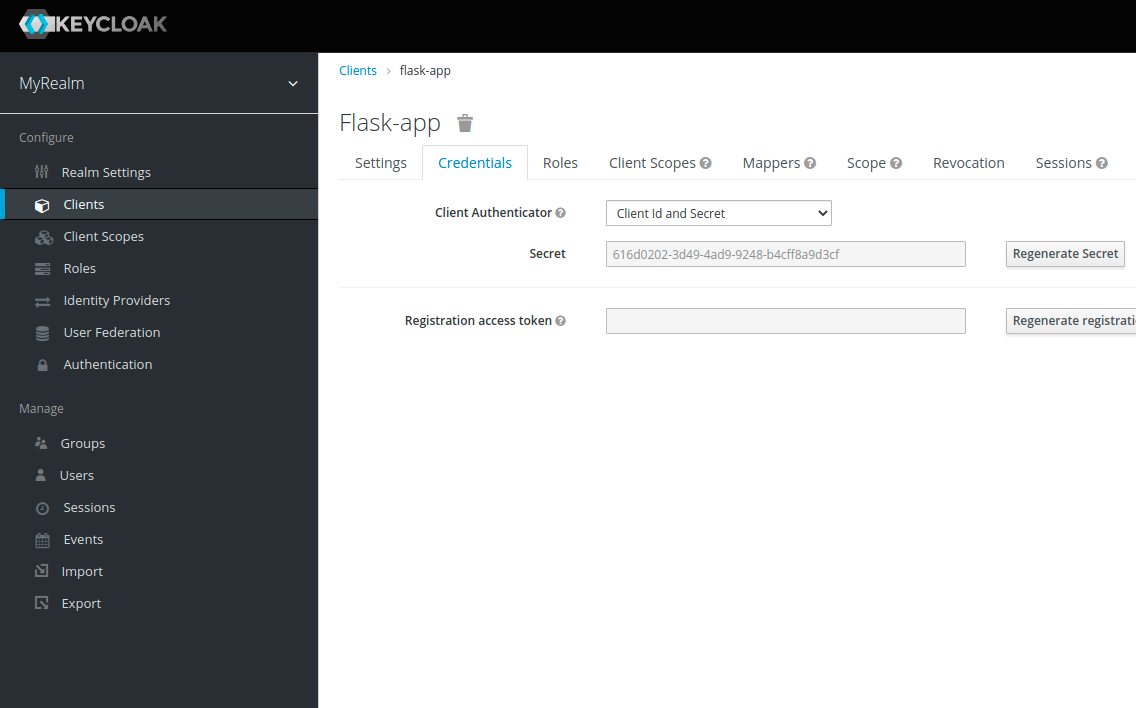 KEYCLOAK
MyRealm
Configure
Realm Settings
Clients
Client Scopes
Roles
Identity Providers
User Federation
Authentication
Manage
Groups
Users
Sessions
Events
Import
Export
Clients > flask-app
Flask-app
Settings Credentials Roles Client Scopes Mappers Scope Revocation Sessions
Client Authenticator Client Id and Secret
Secret 616d0202-3d49-4ad9-9248-b4cff8a9d3cf Regenerate Secret
Registration access token Regenerate registrati